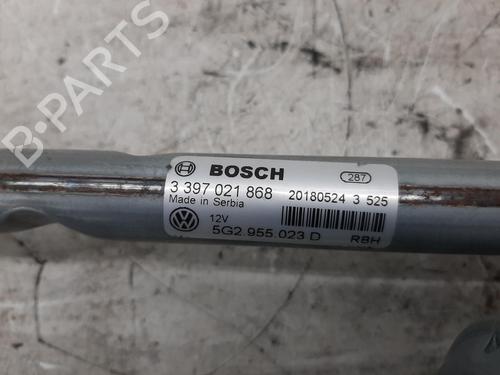 B-PARTS
BOSCH
287
3 397 021 868
20180524 3 525
Made in Serbia
12V
5G2.955 023 D
RBH